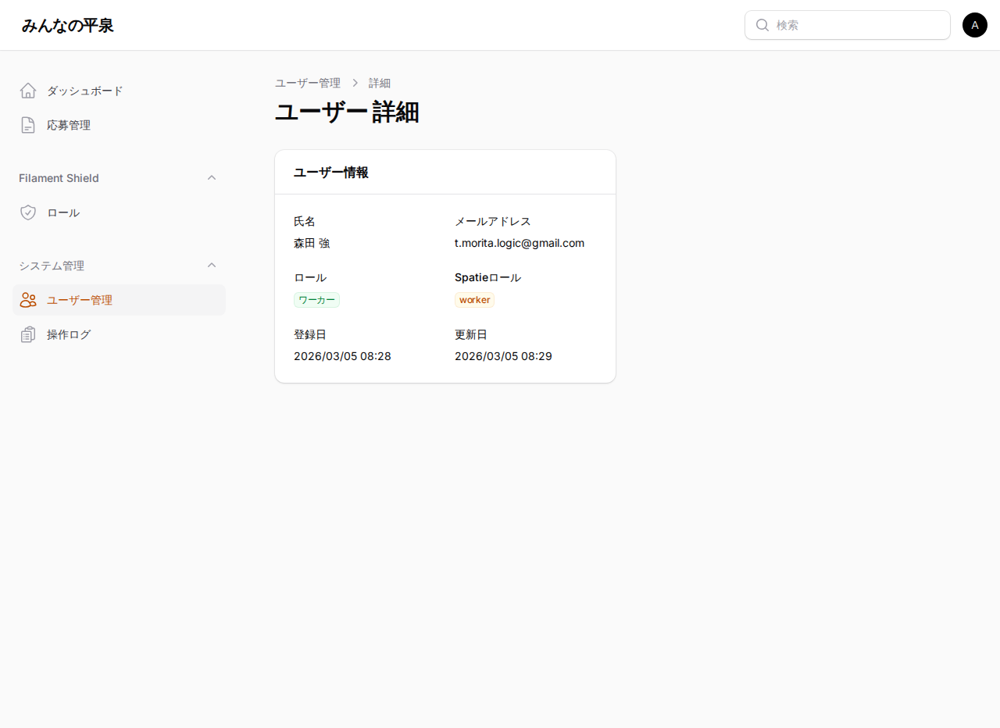 みんなの平泉
検索
A
ダッシュボード
応募管理
Filament Shield
ロール
システム管理
ユーザー管理
操作ログ
ユーザー管理 > 詳細
ユーザー 詳細
ユーザー情報
氏名
メールアドレス
森田 強
t.morita.logic@gmail.com
ロール
Spatieロール
ワーカー
worker
登録日
更新日
2026/03/05 08:28
2026/03/05 08:29